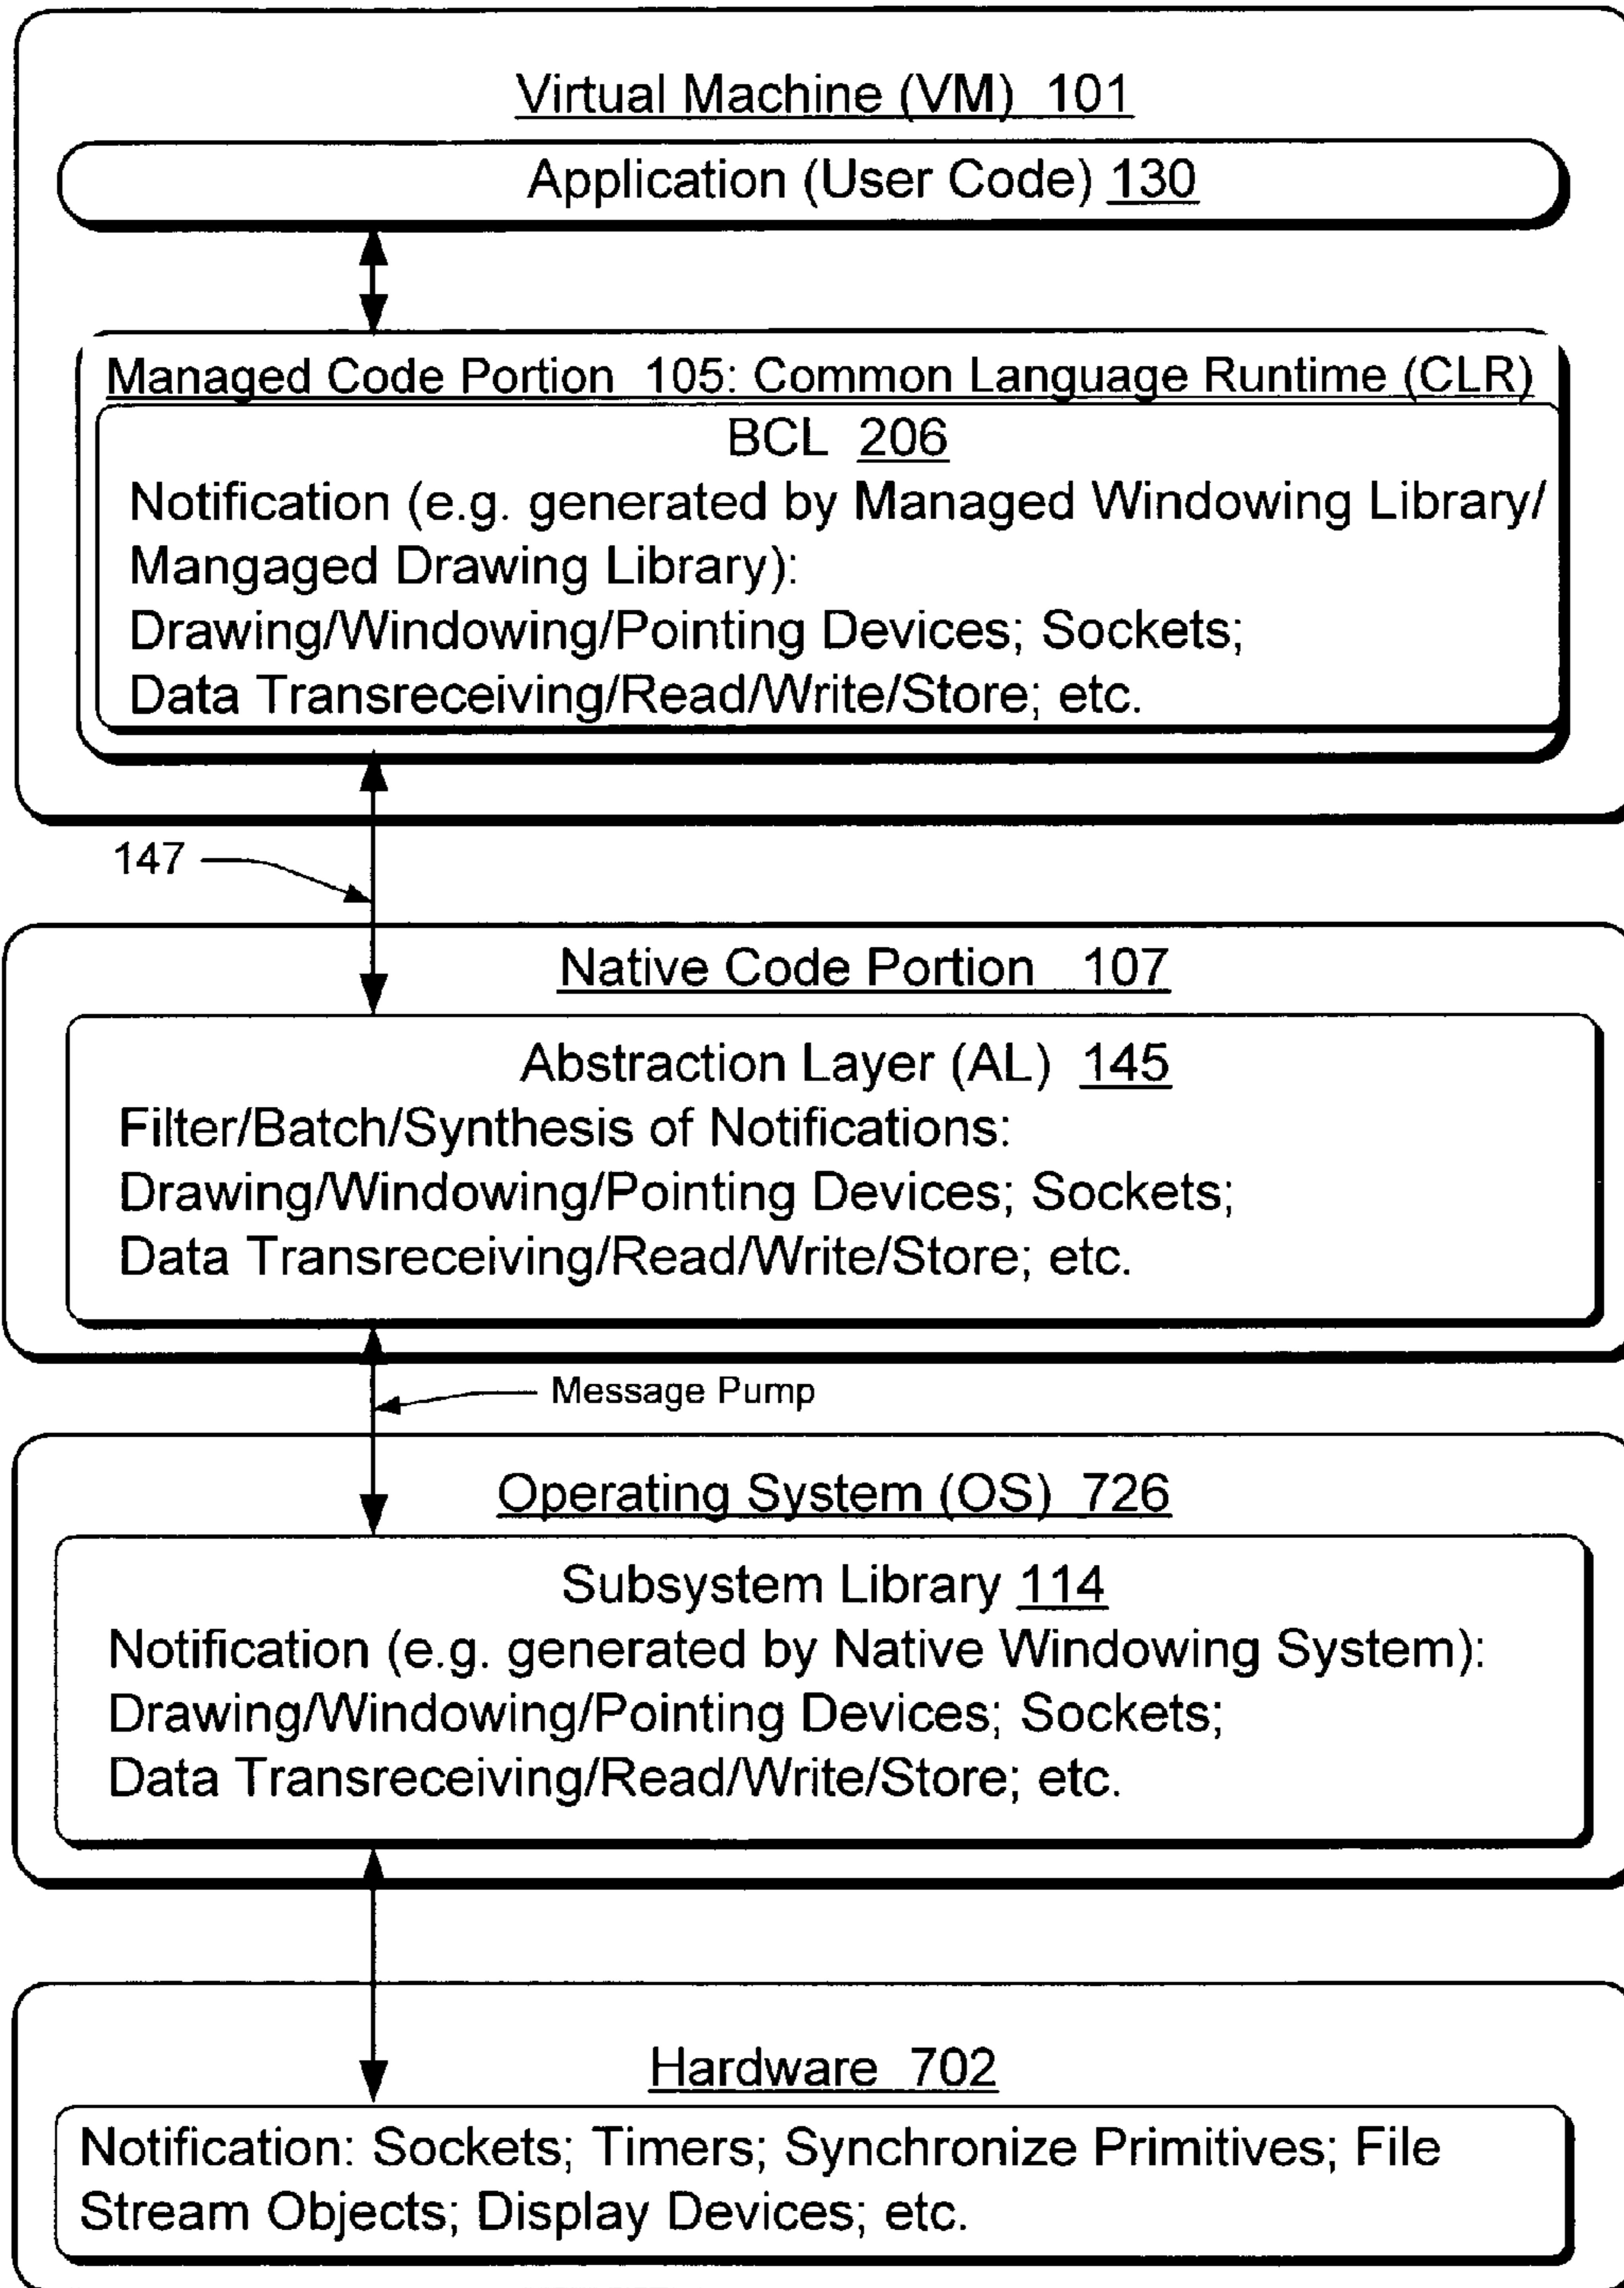 Virtual Machine (VM) 101
Application (User Code) 130
Managed Code Portion 105: Common Language Runtime (CLR)
BCL 206
Notification (e.g. generated by Managed Windowing Library/
Mangaged Drawing Library):
Drawing/Windowing/Pointing Devices; Sockets;
Data Transreceiving/Read/Write/Store; etc.
147
Native Code Portion 107
Abstraction Layer (AL) 145
Filter/Batch/Synthesis of Notifications:
Drawing/Windowing/Pointing Devices; Sockets;
Data Transreceiving/Read/Write/Store; etc.
Message Pump
Operating System (OS) 726
Subsystem Library 114
Notification (e.g. generated by Native Windowing System):
Drawing/Windowing/Pointing Devices; Sockets;
Data Transreceiving/Read/Write/Store; etc.
Hardware 702
Notification: Sockets; Timers; Synchronize Primitives; File
Stream Objects; Display Devices; etc.